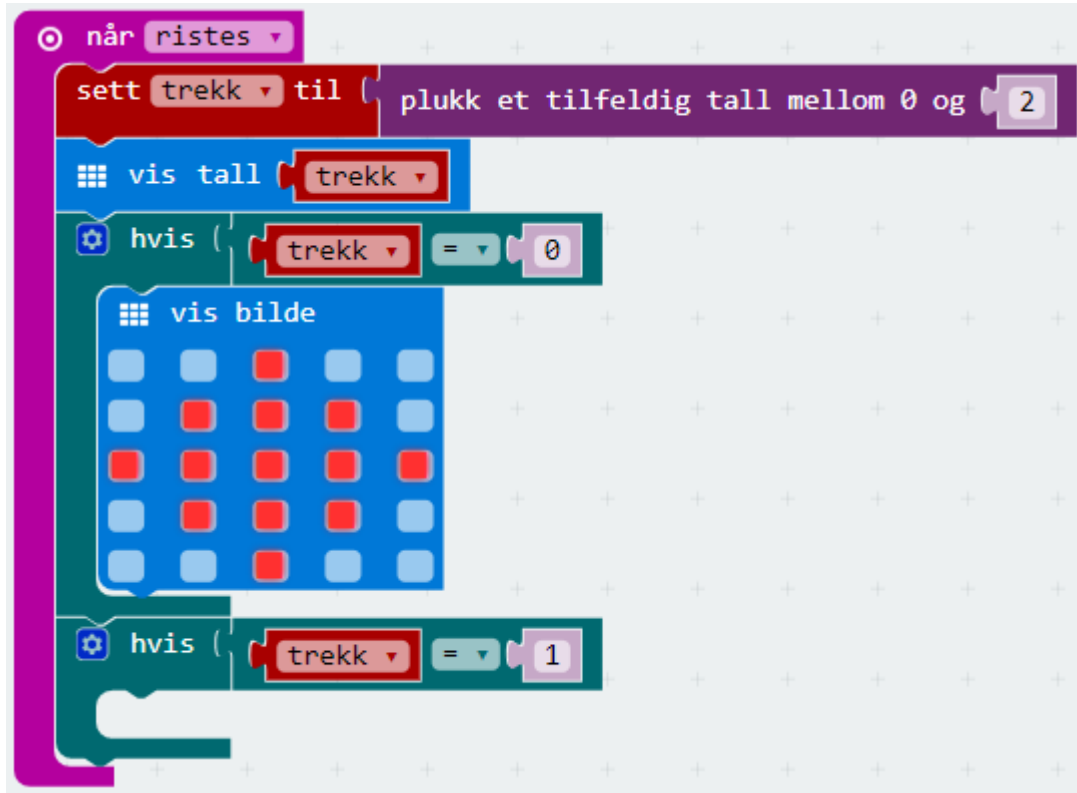 når ristes
sett trekk til plukk et tilfeldig tall mellom 0 og 2
vis tall trekk
hvis trekk = 0
vis bilde
hvis trekk = 1